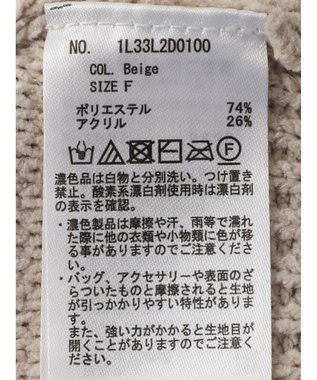 NO. 1L33L2D0100
COL. Beige
SIZE F
ポリエステル 74%
アクリル 26%
濃色品は白物と分別洗い。つけ置
き禁止。酸素系漂白剤使用時は漂白剤
の表示を確認。
・濃色製品は摩擦や汗、雨等で濡れ
た際に他の衣類や小物類に色が移
る事がありますのでご注意くださ
い。
・バッグ、アクセサリーや表面のざ
らついたものと摩擦されると生地
が引っかかりやすい特性がありま
す。
また、強い力がかかると生地目が
開くことがありますのでご注意く
ださい。